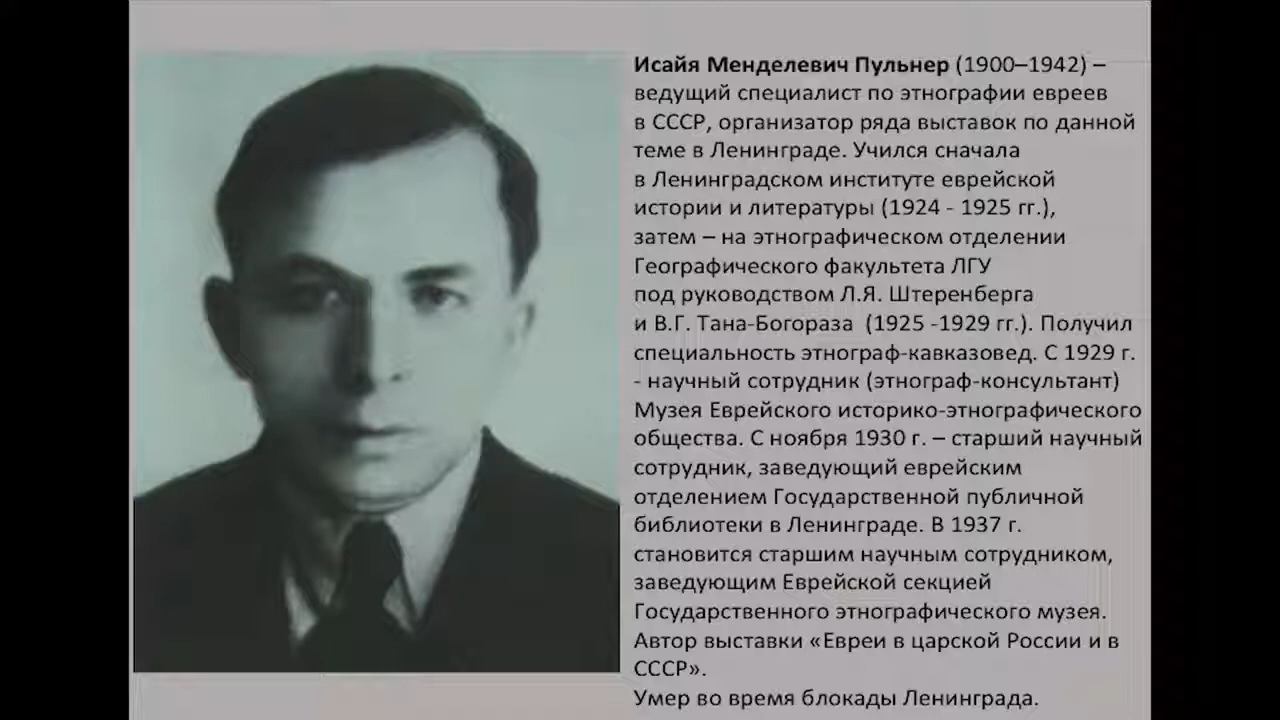 Исайя Менделевич Пульнер (1900–1942) –
ведущий специалист по этнографии евреев
в СССР, организатор ряда выставок по данной
теме в Ленинграде. Учился сначала
в Ленинградском институте еврейской
истории и литературы (1924 - 1925 гг.),
затем – на этнографическом отделении
Географического факультета ЛГУ
под руководством Л.Я. Штеренберга
и В.Г. Тана-Богораза (1925 -1929 гг.). Получил
специальность этнограф-кавказовед. С 1929 г.
- научный сотрудник (этнограф-консультант)
Музея Еврейского историко-этнографического
общества. С ноября 1930 г. – старший научный
сотрудник, заведующий еврейским
отделением Государственной публичной
библиотеки в Ленинграде. В 1937 г.
становится старшим научным сотрудником,
заведующим Еврейской секцией
Государственного этнографического музея.
Автор выставки «Евреи в царской России и в
СССР».
Умер во время блокады Ленинграда.